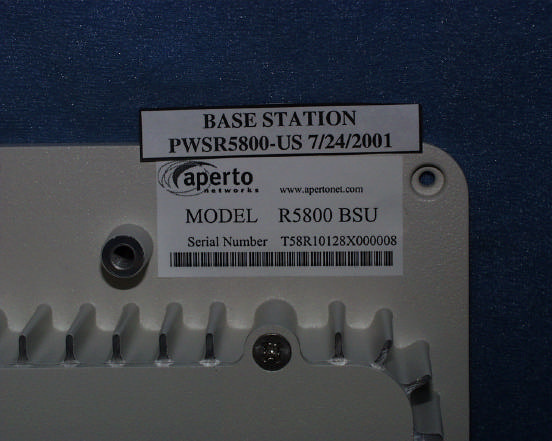 BASE STATION
PWSR5800-US 7/24/2001
aperto
networks
www.apertonet.com
MODEL R5800 BSU
Serial Number T58R10128X000008